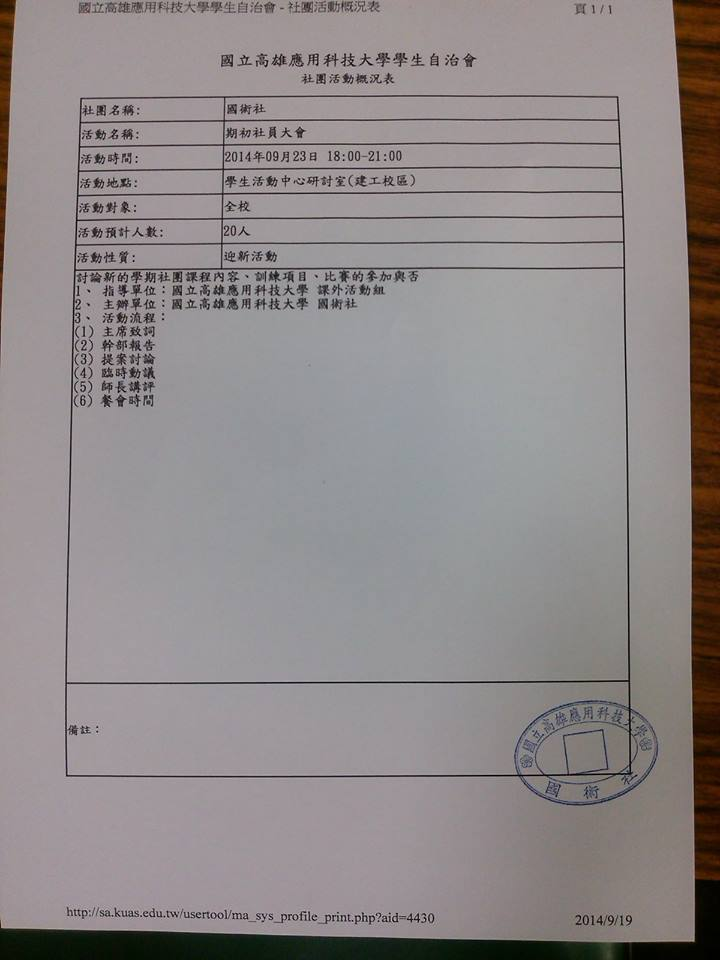 國立高雄應用科技大學學生自治會 - 社團活動概況表 頁 1 / 1
國立高雄應用科技大學學生自治會
社團活動概況表
社團名稱: 國術社
活動名稱: 期初社員大會
活動時間: 2014年09月23日 18:00-21:00
活動地點: 學生活動中心研討室(建工校區)
活動對象: 全校
活動預計人數: 20人
活動性質: 迎新活動
討論新的學期社團課程內容、訓練項目、比賽的參加與否
1、 指導單位：國立高雄應用科技大學 課外活動組
2、 主辦單位：國立高雄應用科技大學 國術社
3、 活動流程：
(1) 主席致詞
(2) 幹部報告
(3) 提案討論
(4) 臨時動議
(5) 師長講評
(6) 餐會時間
備註：
國立高雄應用科技大學
國術社
http://sa.kuas.edu.tw/usertool/ma_sys_profile_print.php?aid=4430 2014/9/19